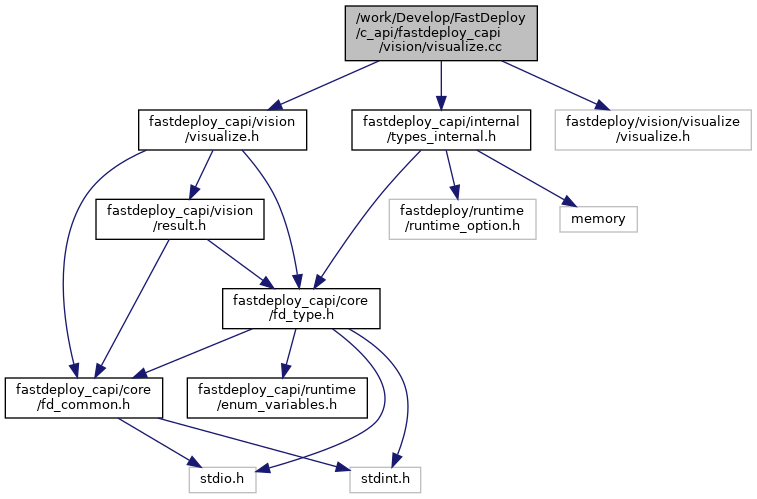 /work/Develop/FastDeploy
/c_api/fastdeploy_capi
/vision/visualize.cc
fastdeploy_capi/vision
/visualize.h
fastdeploy_capi/internal
/types_internal.h
fastdeploy/vision/visualize
/visualize.h
fastdeploy_capi/vision
/result.h
fastdeploy/runtime
/runtime_option.h
memory
fastdeploy_capi/core
/fd_type.h
fastdeploy_capi/core
/fd_common.h
fastdeploy_capi/runtime
/enum_variables.h
stdio.h
stdint.h